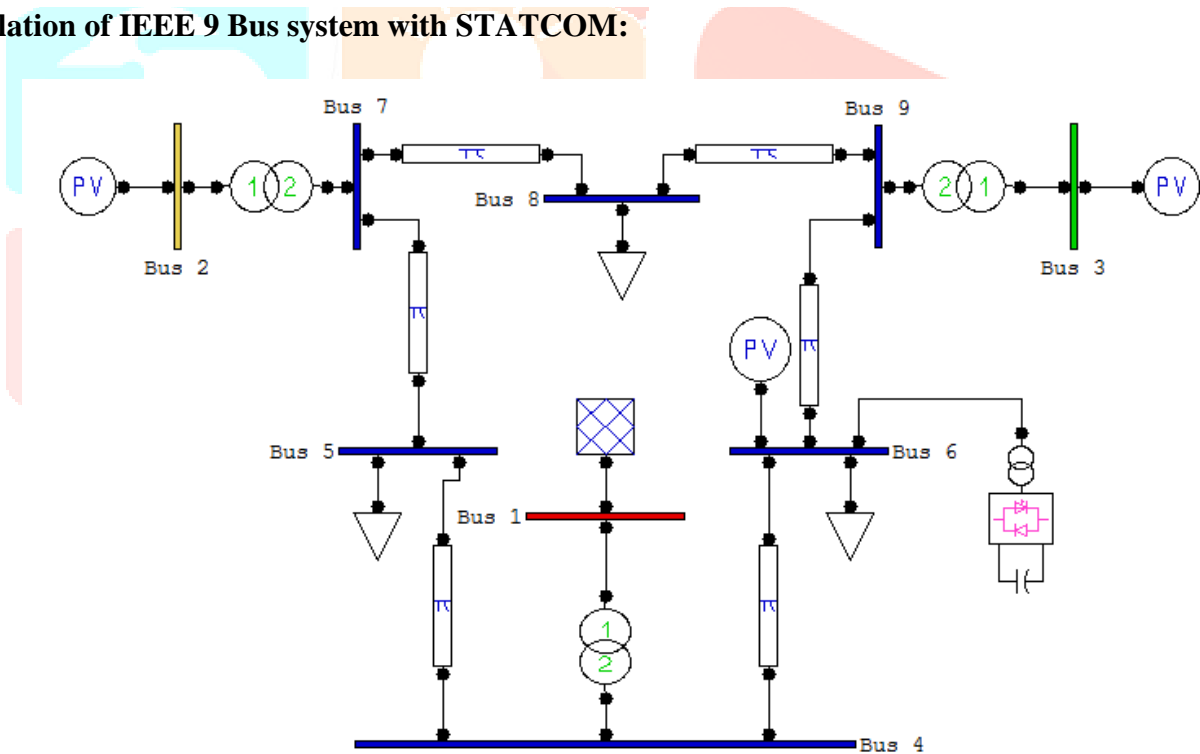 lation of IEEE 9 Bus system with STATCOM:
Bus 7
Bus 9
PV
1 2
π
π
2 1
PV
Bus 8
Bus 2
Bus 3
π
PV
π
Bus 5
Bus 6
Bus 1
π
1
2
π
Bus 4